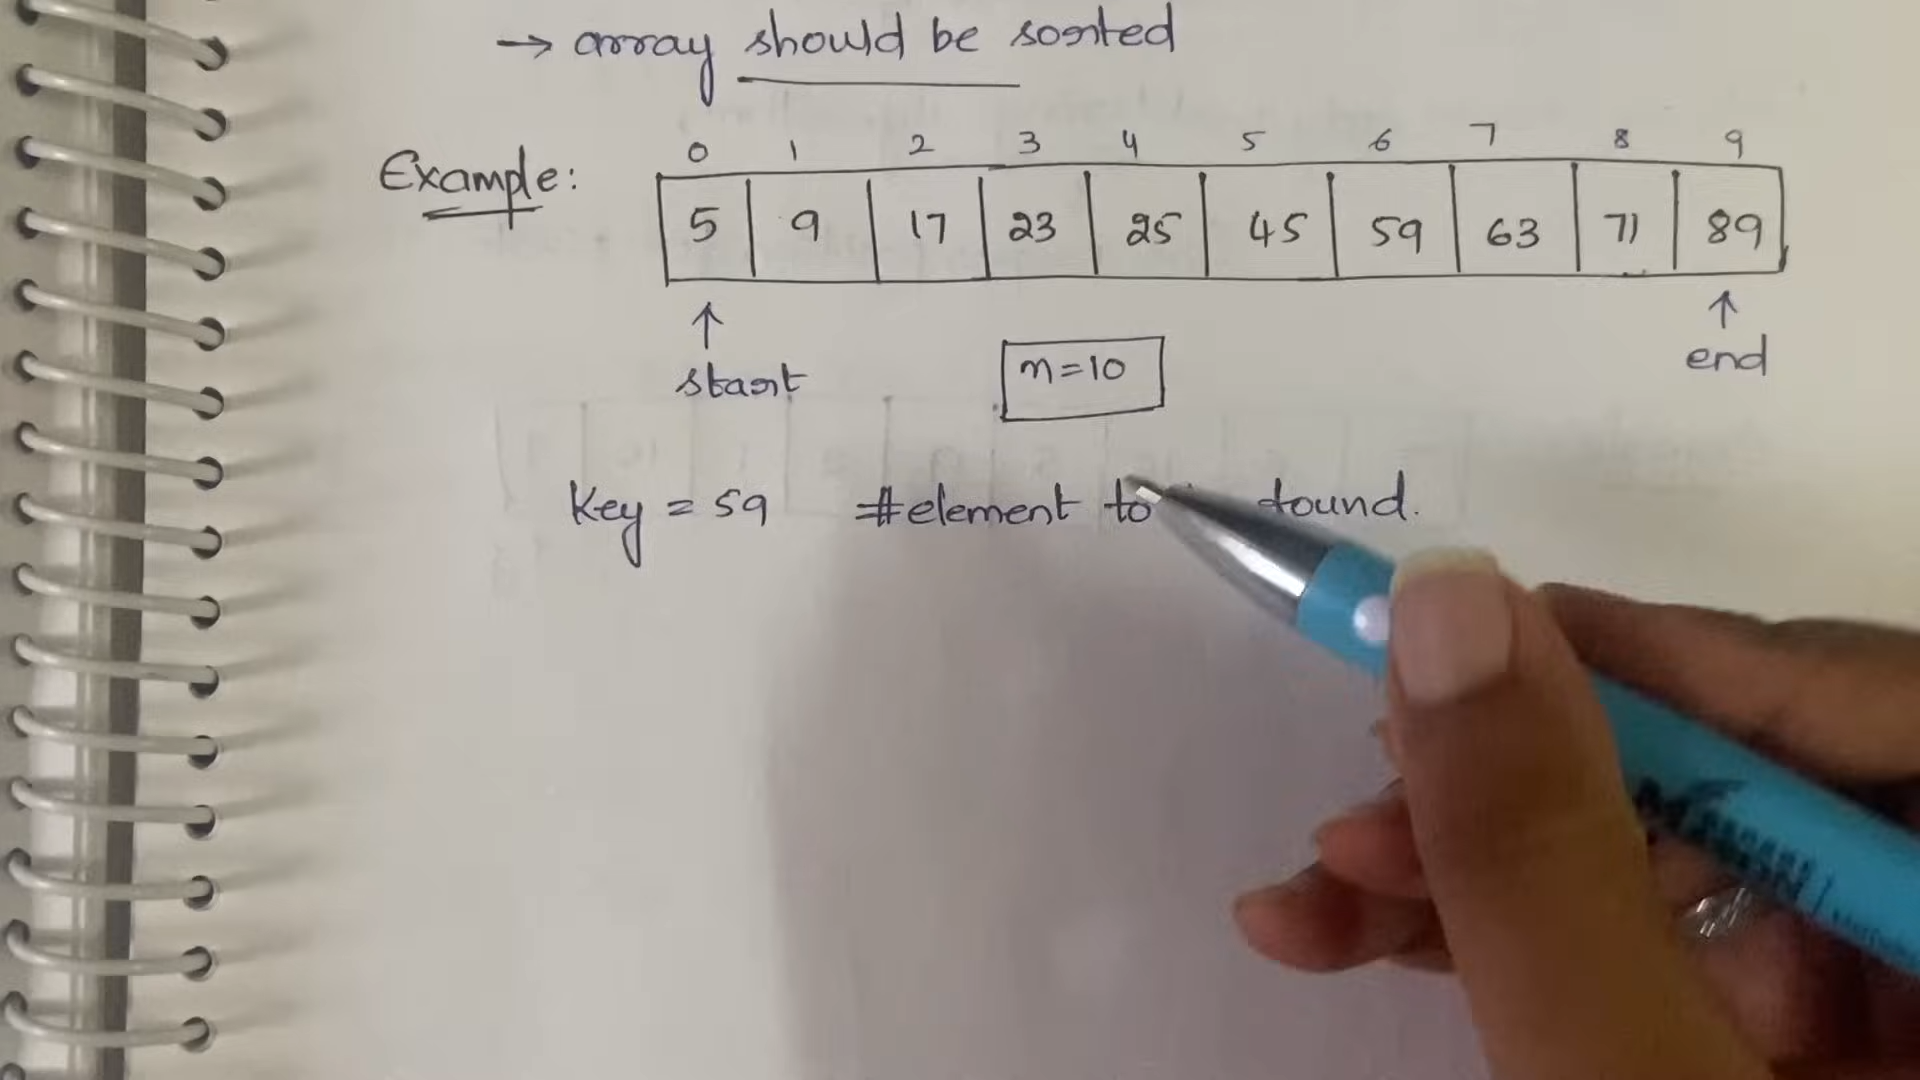 → array should be sorted
0 1 2 3 4 5 6 7 8 9
Example: 5 9 17 23 25 45 59 63 71 89
↑ ↑
start n=10 end
Key = 59 #element to found.